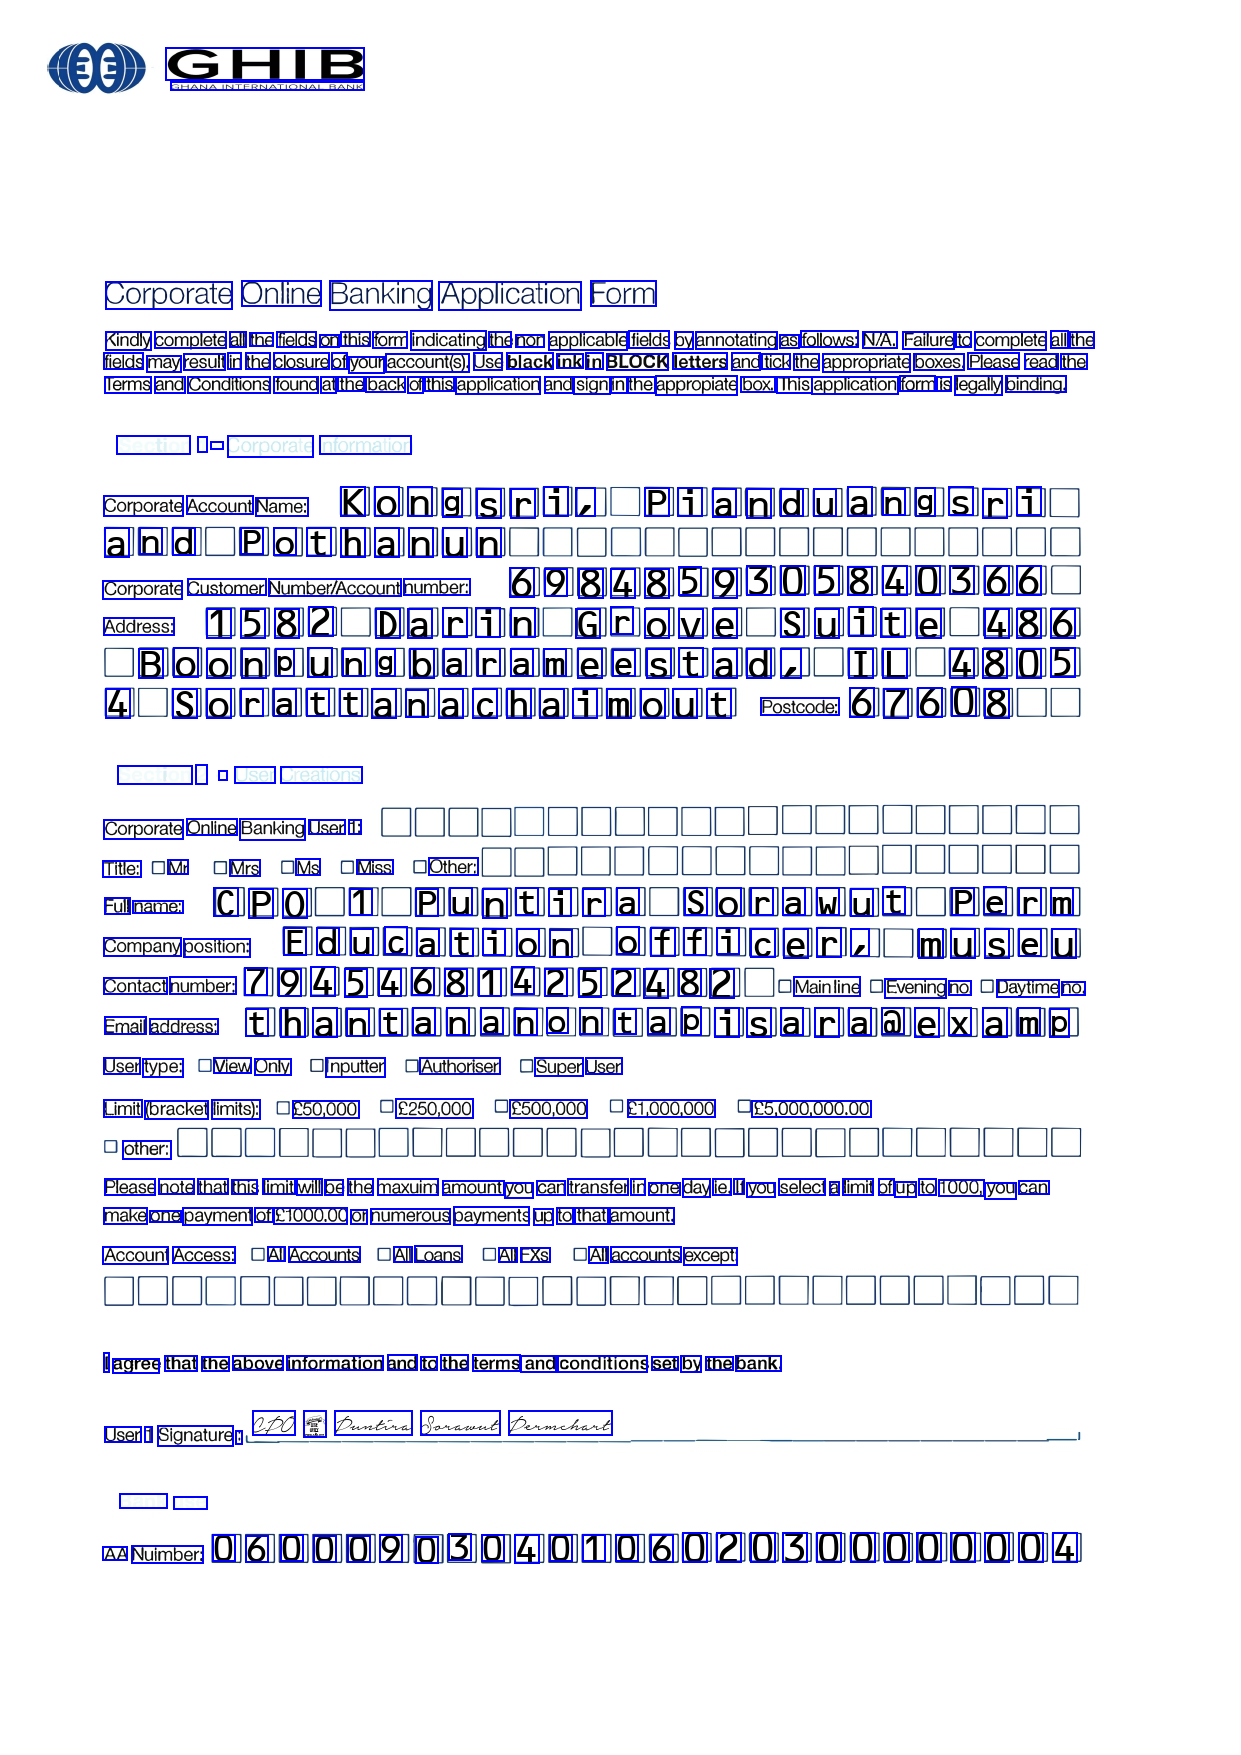 GHIB
GHANA INTERNATIONAL BANK
Corporate Online Banking Application Form
Kindly complete all the fields on this form indicating the non applicable fields by annotating as follows: N/A. Failure to complete all the
fields may result in the closure of your account(s). Use black ink in BLOCK letters and tick the appropriate boxes. Please read the
Terms and Conditions found at the back of this application and sign in the appropiate box. This application form is legally binding.
Section - Corporate Information
Corporate Account Name: Kongsri, Pianduangsri
and Pothanun
Corporate Customer Number/Account number: 6984859305840366
Address: 1582 Darin Grove Suite 486
Boonpungbarameestad, IL 4805
4 Sorattanachaimout Postcode: 67608
Section - User Creations
Corporate Online Banking User 1:
Title: Mr Mrs Ms Miss Other:
Full name: CPO 1 Puntira Sorawut Perm
Company position: Education officer, museu
Contact number: 794546814252482 Main line Evening no Daytime no.
Email address: thantananontapisara@examp
User type: View Only Inputter Authoriser Super User
Limit (bracket limits): £50,000 £250,000 £500,000 £1,000,000 £5,000,000.00
other:
Please note that this limit will be the maxuim amount you can transfer in one day ie. If you select a limit of up to 1000, you can
make one payment of £1000.00 or numerous payments up to that amount.
Account Access: All Accounts All Loans All FXs All accounts except
I agree that the above information and to the terms and conditions set by the bank.
User 1 Signature: CPO Puntira Sorawut Permchart
AA Nuimber: 06000903040106020300000004